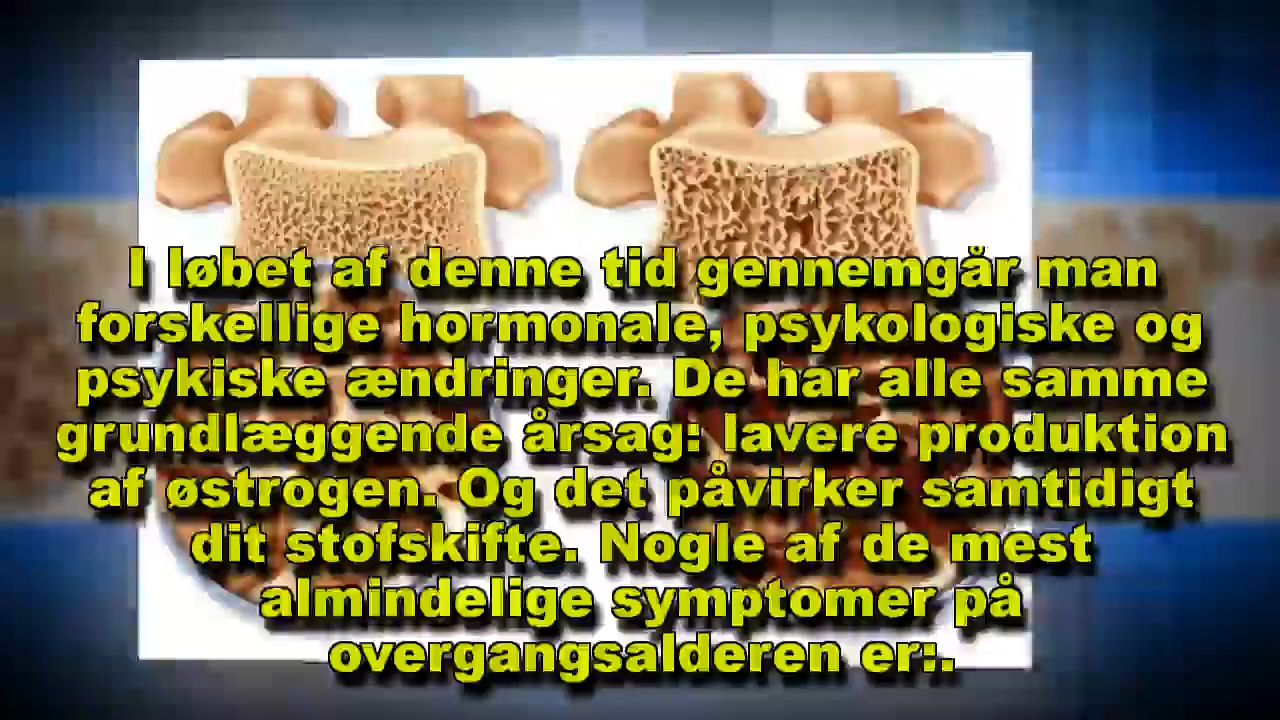 I løbet af denne tid gennemgår man
forskellige hormonale, psykologiske og
psykiske ændringer. De har alle samme
grundlæggende årsag: lavere produktion
af østrogen. Og det påvirker samtidigt
dit stofskifte. Nogle af de mest
almindelige symptomer på
overgangsalderen er:.